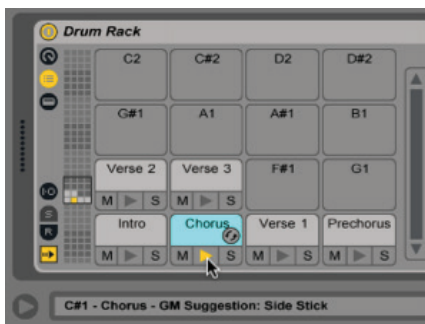 Drum Rack
C2 C#2 D2 D#2
G#1 A1 A#1 B1
Verse 2 Verse 3 F#1 G1
M S M S
I-O
S
Intro Chorus Verse 1 Prechorus
R
M S M S M S M S
C#1 - Chorus - GM Suggestion: Side Stick